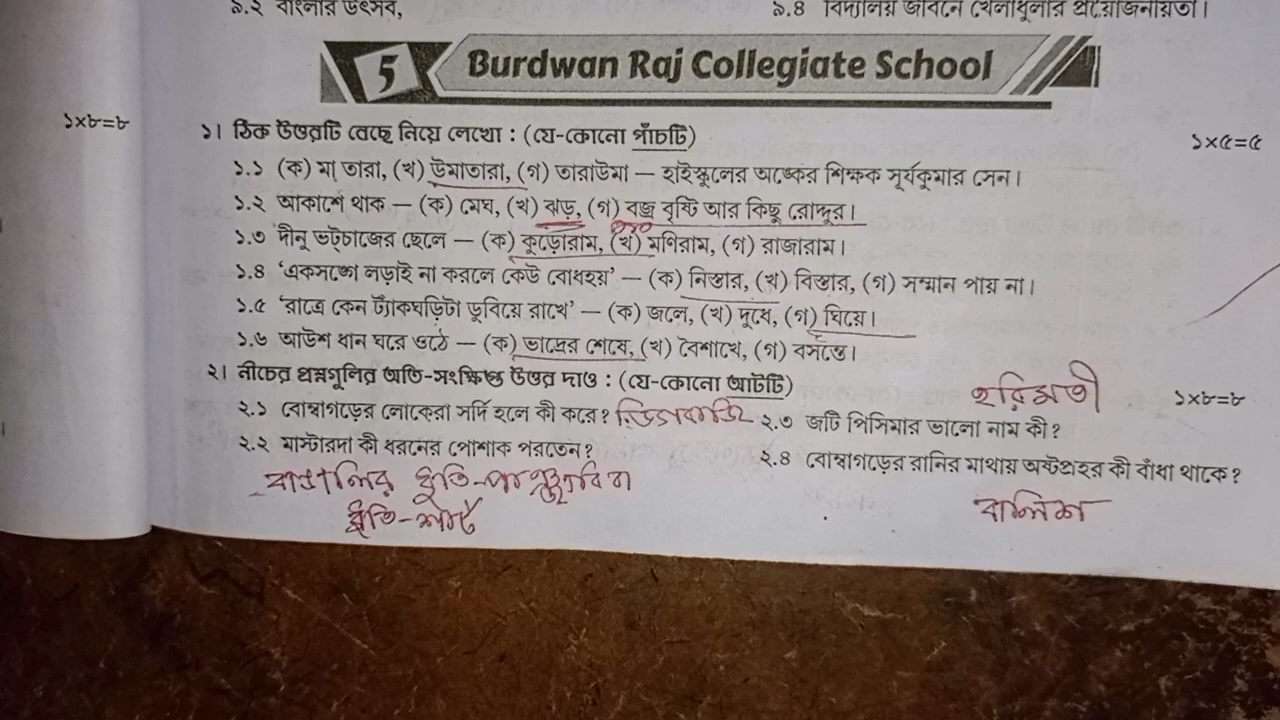 ৯.২ বাংলার উৎসব,
৯.৪ বিদ্যালয় জীবনে খেলাধুলার প্রয়োজনীয়তা।
5 Burdwan Raj Collegiate School
১×৮=৮
১। ঠিক উত্তরটি বেছে নিয়ে লেখো : (যে-কোনো পাঁচটি) ১×৫=৫
১.১ (ক) মা তারা, (খ) উমাতারা, (গ) তারাউমা — হাইস্কুলের অঙ্কের শিক্ষক সূর্যকুমার সেন।
১.২ আকাশে থাক — (ক) মেঘ, (খ) ঝড়, (গ) বজ্র বৃষ্টি আর কিছু রোদ্দুর।
১.৩ দীনু ভট্‌চাজের ছেলে — (ক) কুড়োরাম, (খ) মণিরাম, (গ) রাজারাম।
১.৪ ‘একসঙ্গে লড়াই না করলে কেউ বোধহয়’ — (ক) নিস্তার, (খ) বিস্তার, (গ) সম্মান পায় না।
১.৫ ‘রাত্রে কেন ট্যাঁকঘড়িটা ডুবিয়ে রাখে’ — (ক) জলে, (খ) দুধে, (গ) ঘিয়ে।
১.৬ আউশ ধান ঘরে ওঠে — (ক) ভাদ্রের শেষে, (খ) বৈশাখে, (গ) বসন্তে।
২। নীচের প্রশ্নগুলির অতি-সংক্ষিপ্ত উত্তর দাও : (যে-কোনো আটটি) ১×৮=৮
হরিমতী
২.১ বোম্বাগড়ের লোকেরা সর্দি হলে কী করে? ডিগবাজি ২.৩ জটি পিসিমার ভালো নাম কী?
২.২ মাস্টারদা কী ধরনের পোশাক পরতেন?
২.৪ বোম্বাগড়ের রানির মাথায় অষ্টপ্রহর কী বাঁধা থাকে?
বাঙালির ধুতি-
ধুতি-শার্ট
বালিশ